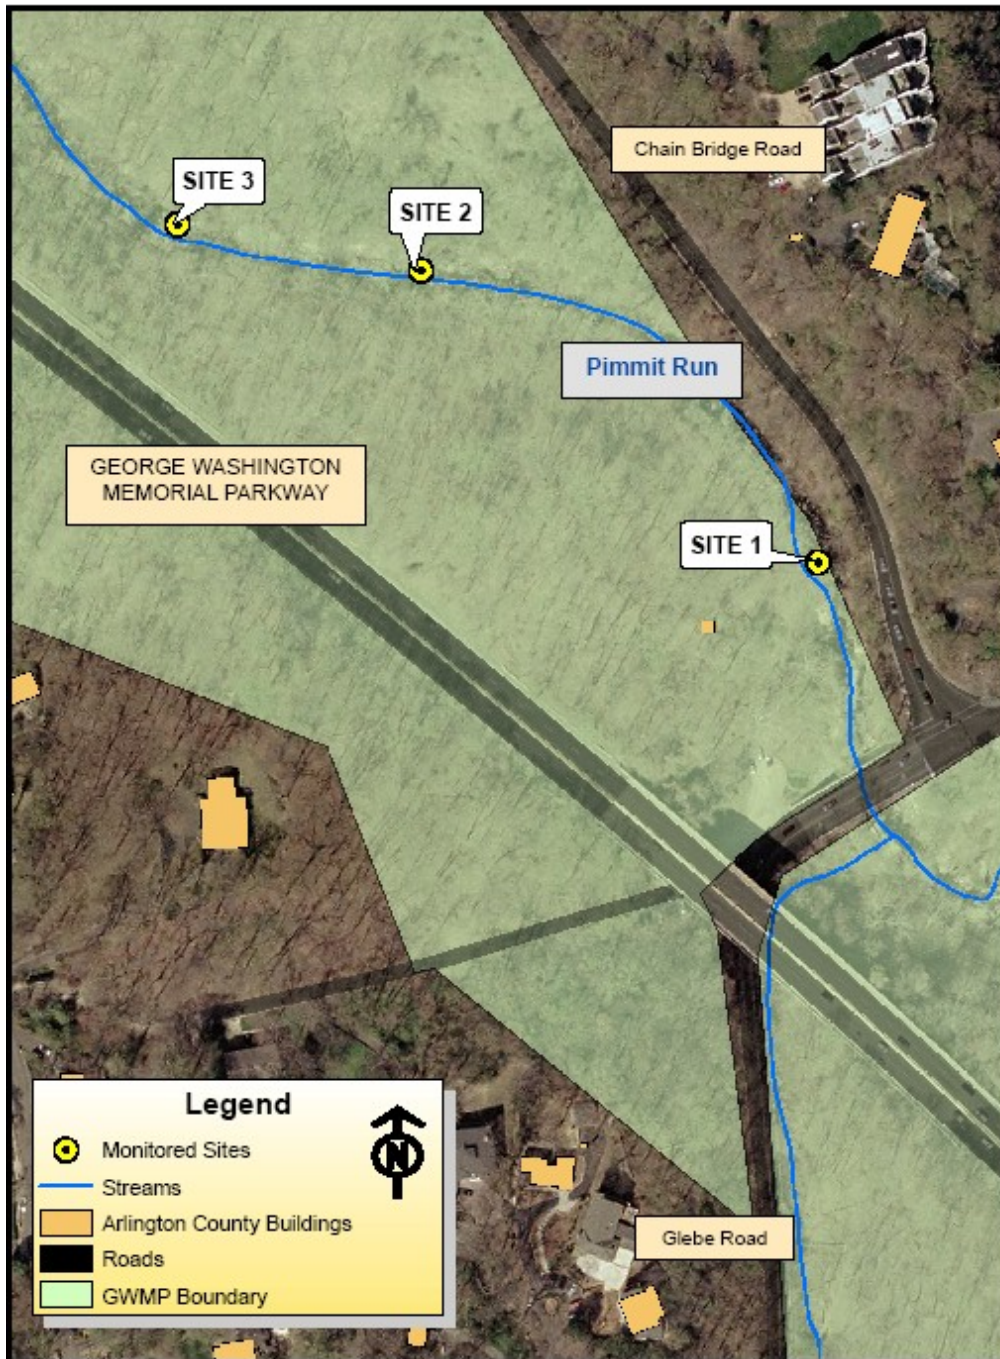 Chain Bridge Road
SITE 3
SITE 2
Pimmit Run
GEORGE WASHINGTON
MEMORIAL PARKWAY
SITE 1
Legend
N
Monitored Sites
Streams
Arlington County Buildings
Roads
GWMP Boundary
Glebe Road